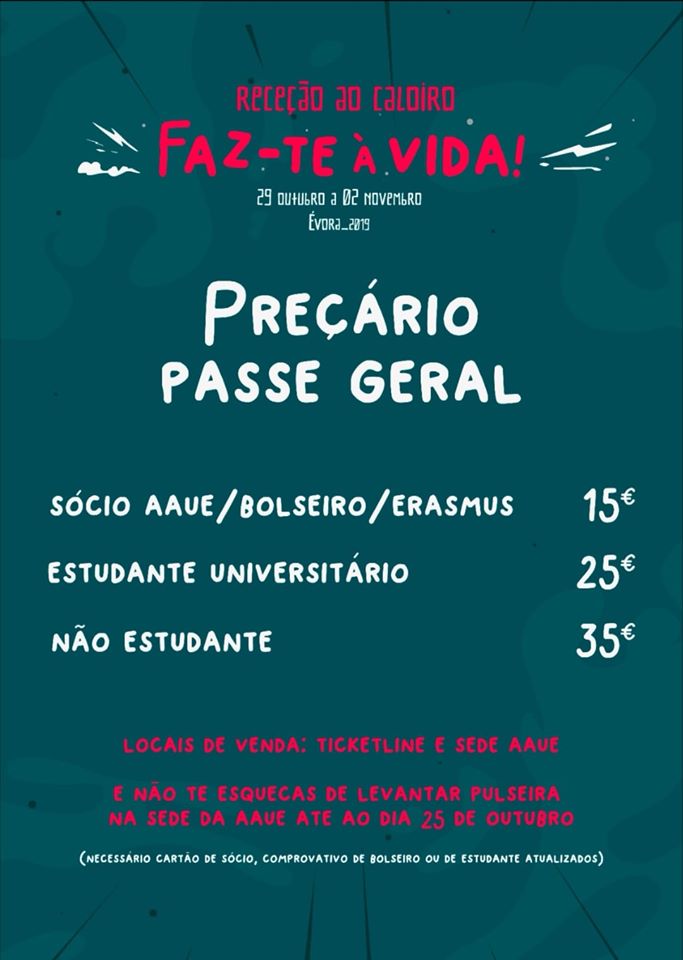 Receção ao Caloiro
FAZ-TE À VIDA!
29 outubro a 02 novembro
Évora_2019
PREÇÁRIO
PASSE GERAL
SÓCIO AAUE/BOLSEIRO/ERASMUS 15€
ESTUDANTE UNIVERSITÁRIO 25€
NÃO ESTUDANTE 35€
LOCAIS DE VENDA: TICKETLINE E SEDE AAUE
E NÃO TE ESQUECAS DE LEVANTAR PULSEIRA
NA SEDE DA AAUE ATE AO DIA 25 DE OUTUBRO
(NECESSÁRIO CARTÃO DE SÓCIO, COMPROVATIVO DE BOLSEIRO OU DE ESTUDANTE ATUALIZADOS)